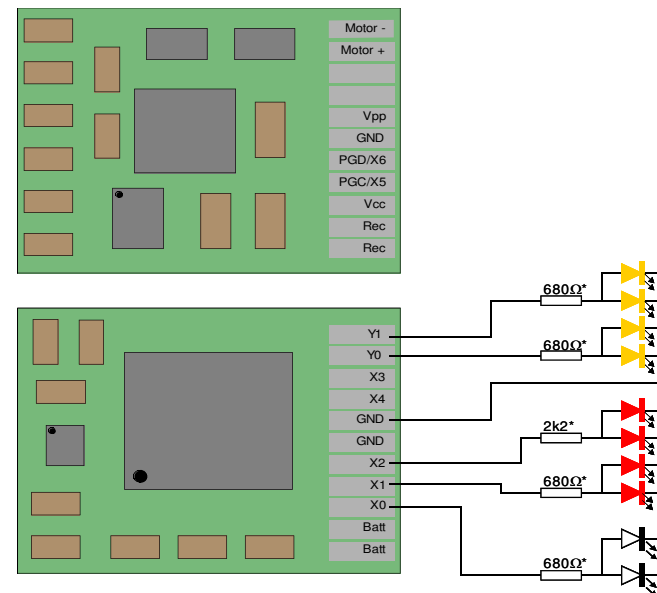 Motor -
Motor +
Vpp
GND
PGD/X6
PGC/X5
Vcc
Rec
Rec
Y1
Y0
X3
X4
GND
GND
X2
X1
X0
Batt
Batt
680Ω*
680Ω*
2k2*
680Ω*
680Ω*